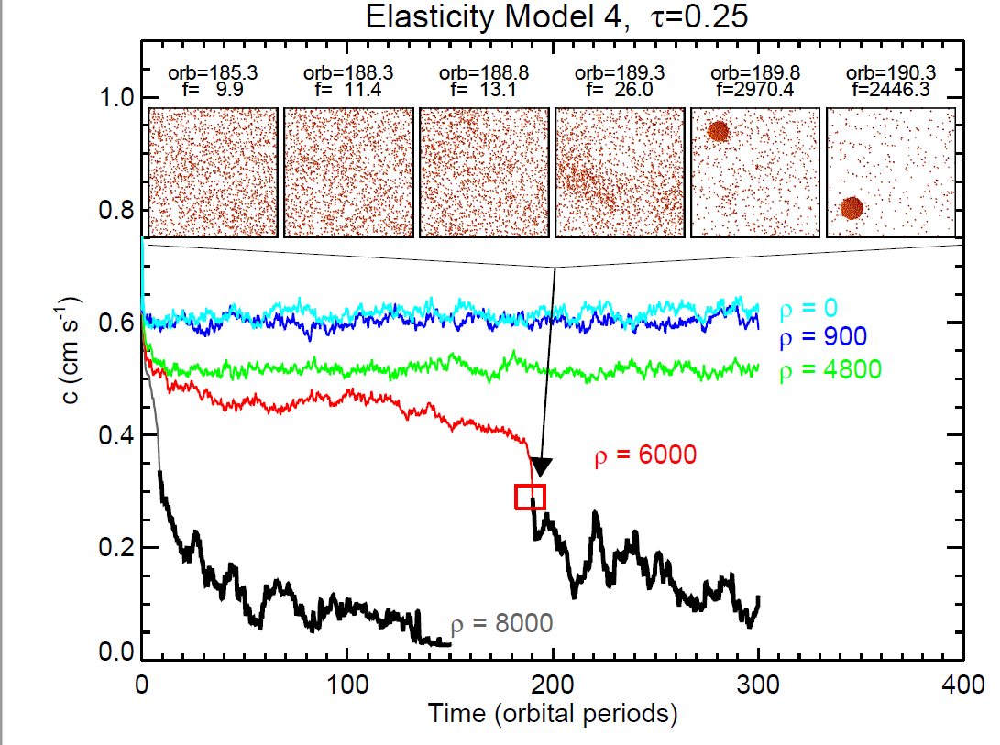 Elasticity Model 4, τ=0.25
orb=185.3
f= 9.9
orb=188.3
f= 11.4
orb=188.8
f= 13.1
orb=189.3
f= 26.0
orb=189.8
f=2970.4
orb=190.3
f=2446.3
1.0
0.8
0.6
0.4
0.2
0.0
c (cm s⁻¹)
ρ = 0
ρ = 900
ρ = 4800
ρ = 6000
ρ = 8000
0
100
200
300
400
Time (orbital periods)